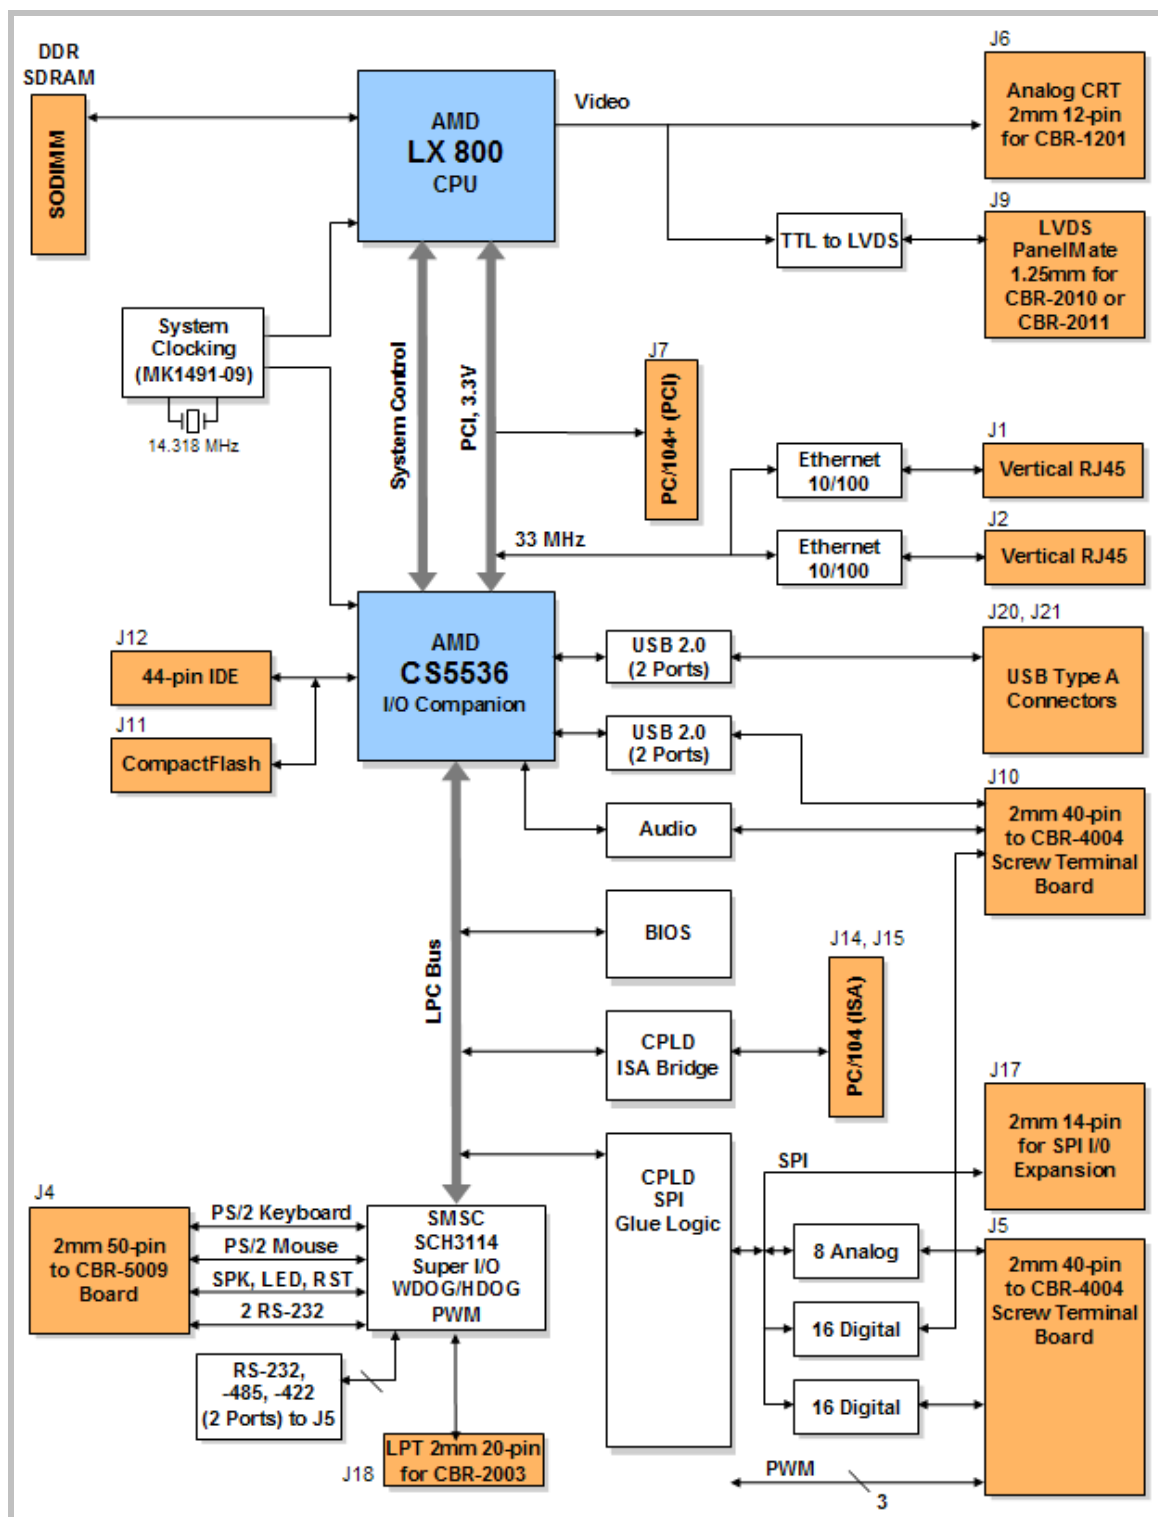 DDR
SDRAM
SODIMM
AMD
LX 800
CPU
Video
J6
Analog CRT
2mm 12-pin
for CBR-1201
J9
LVDS
PanelMate
1.25mm for
CBR-2010 or
CBR-2011
TTL to LVDS
System
Clocking
(MK1491-09)
14.318 MHz
System Control
PCI, 3.3V
J7
PC/104+ (PCI)
33 MHz
Ethernet
10/100
J1
Vertical RJ45
Ethernet
10/100
J2
Vertical RJ45
J12
44-pin IDE
J11
CompactFlash
AMD
CS5536
I/O Companion
USB 2.0
(2 Ports)
J20, J21
USB Type A
Connectors
USB 2.0
(2 Ports)
Audio
J10
2mm 40-pin
to CBR-4004
Screw Terminal
Board
LPC Bus
BIOS
CPLD
ISA Bridge
J14, J15
PC/104 (ISA)
CPLD
SPI
Glue Logic
SPI
J17
2mm 14-pin
for SPI I/0
Expansion
8 Analog
16 Digital
16 Digital
J5
2mm 40-pin
to CBR-4004
Screw Terminal
Board
PWM
3
J4
2mm 50-pin
to CBR-5009
Board
PS/2 Keyboard
PS/2 Mouse
SPK, LED, RST
2 RS-232
SMSC
SCH3114
Super I/O
WDOG/HDOG
PWM
RS-232,
-485, -422
(2 Ports) to J5
J18
LPT 2mm 20-pin
for CBR-2003